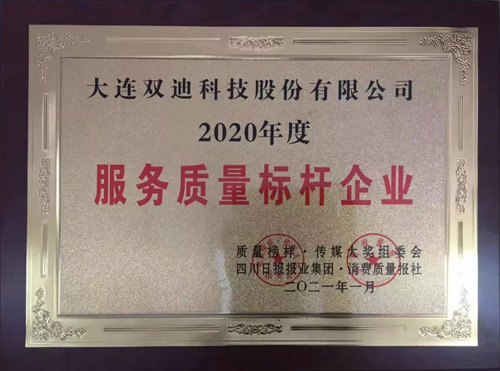 大连双迪科技股份有限公司
2020年度
服务质量标杆企业
质量榜样·传媒大奖组委会
四川日报报业集团·消费质量报社
二〇二一年一月